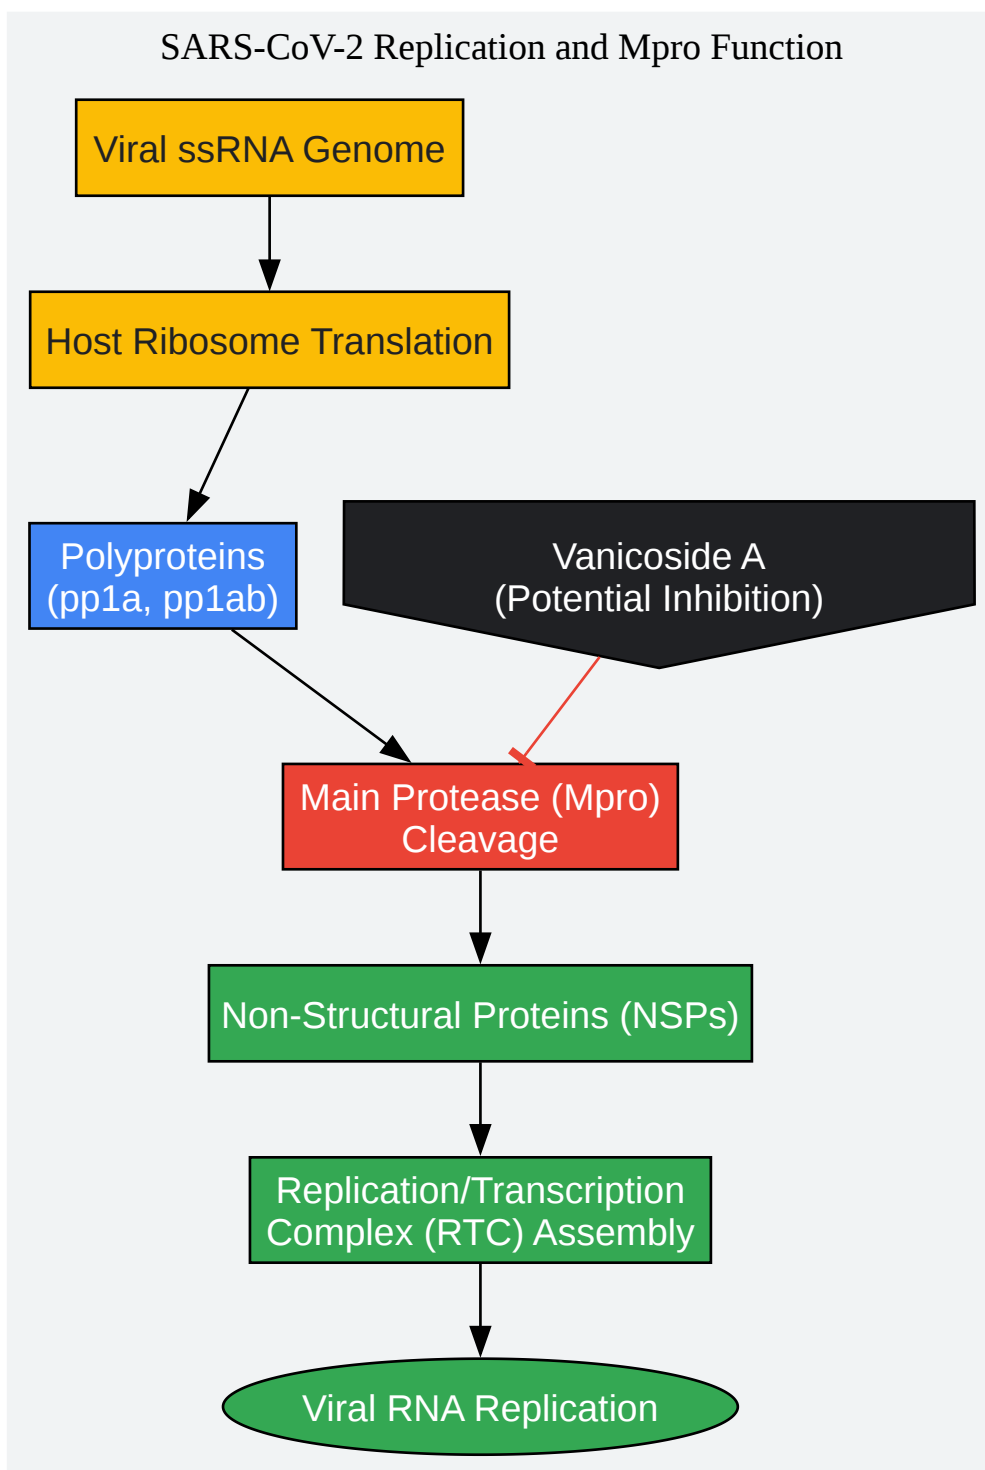 SARS-CoV-2 Replication and Mpro Function
Viral ssRNA Genome
Host Ribosome Translation
Polyproteins
(pp1a, pp1ab)
Vanicoside A
(Potential Inhibition)
Main Protease (Mpro)
Cleavage
Non-Structural Proteins (NSPs)
Replication/Transcription
Complex (RTC) Assembly
Viral RNA Replication